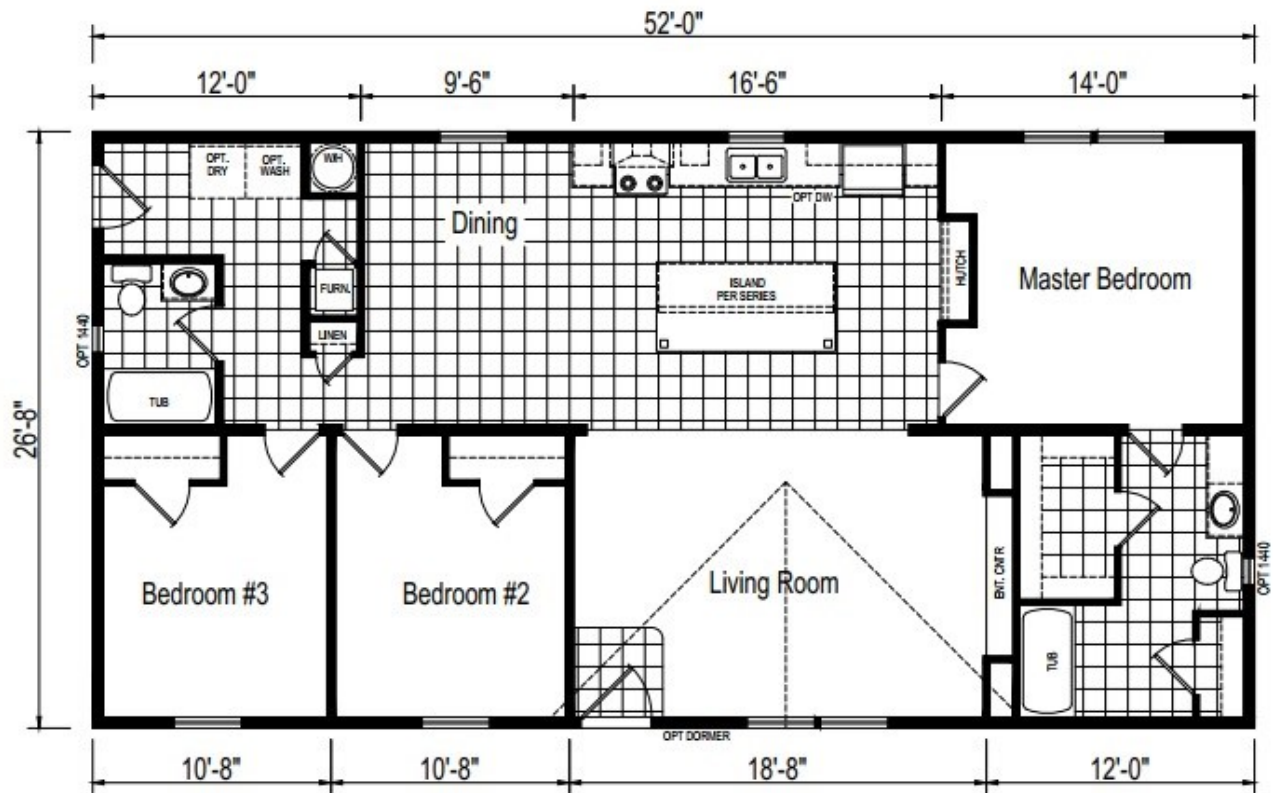 52'-0"
12'-0"
9'-6"
16'-6"
14'-0"
OPT.
DRY
OPT.
WASH
W/H
OPT DW
Dining
HUTCH
Master Bedroom
ISLAND
PER SERIES
FURN.
LINEN
OPT 1440
TUB
26'-8"
Bedroom #3
Bedroom #2
Living Room
ENT. CNTR
OPT 1440
TUB
OPT DORMER
10'-8"
10'-8"
18'-8"
12'-0"